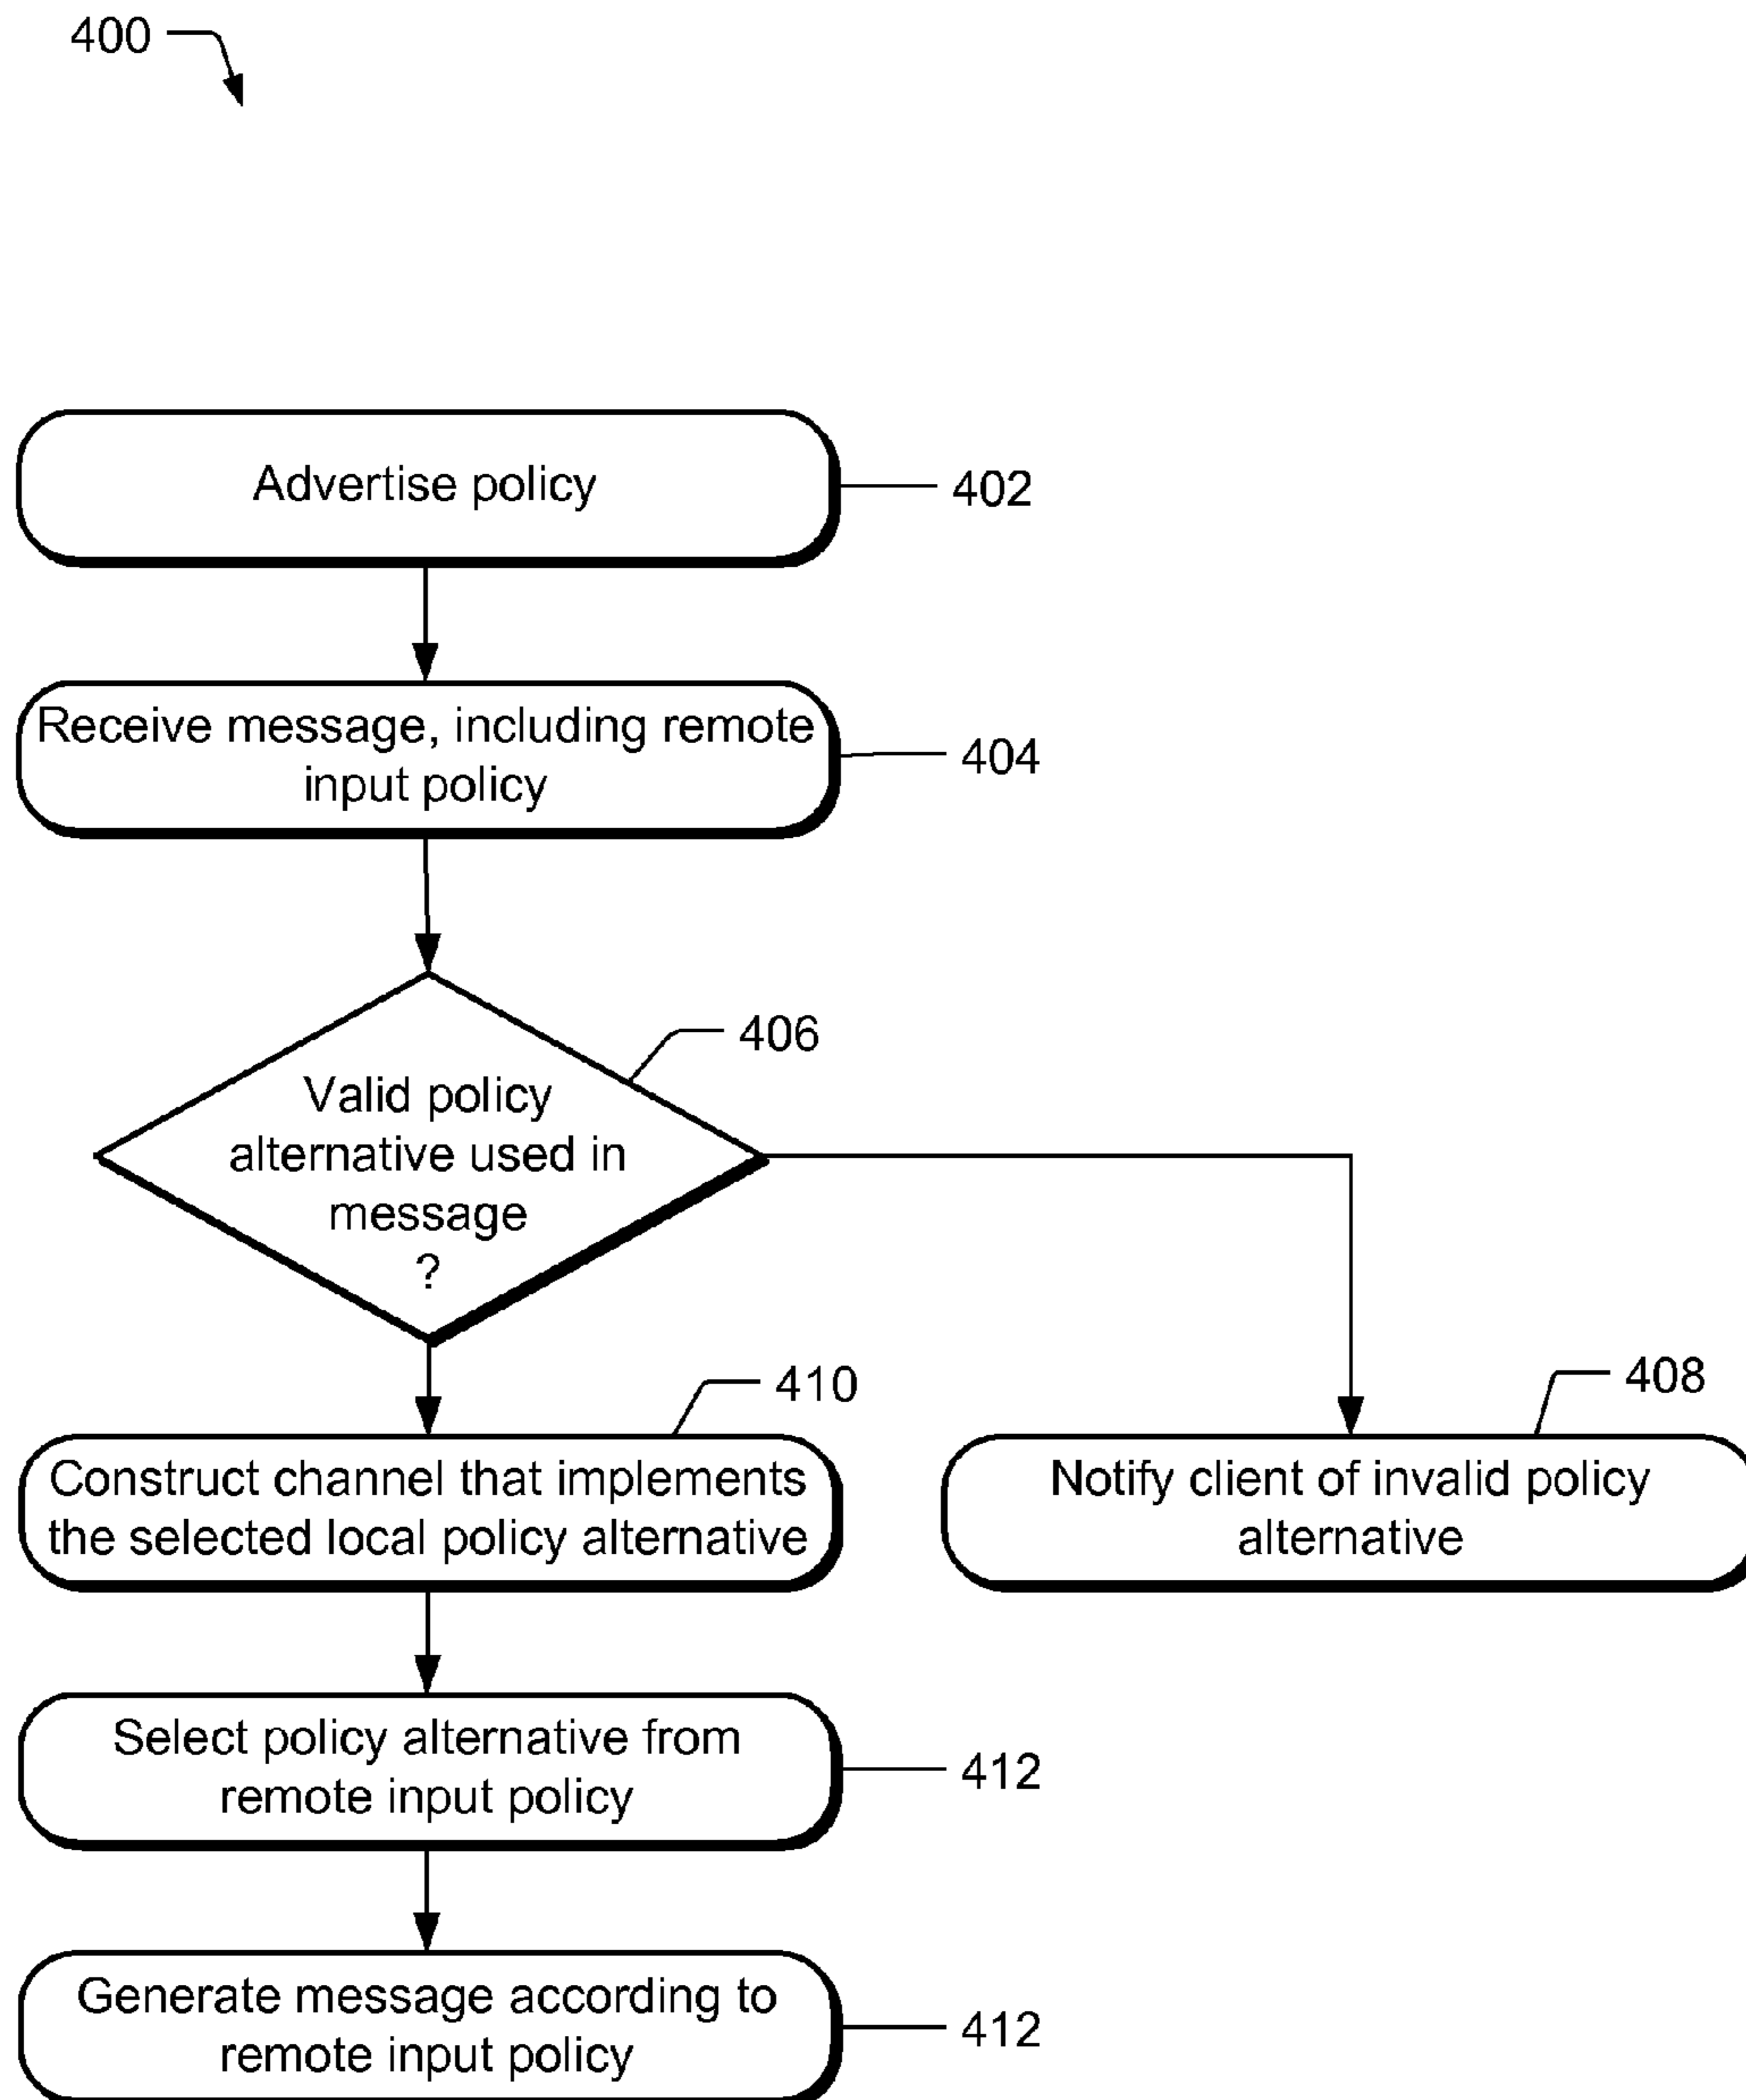 400
Advertise policy
402
Receive message, including remote
input policy
404
406
Valid policy
alternative used in
message
?
410
408
Construct channel that implements
the selected local policy alternative
Notify client of invalid policy
alternative
Select policy alternative from
remote input policy
412
Generate message according to
remote input policy
412